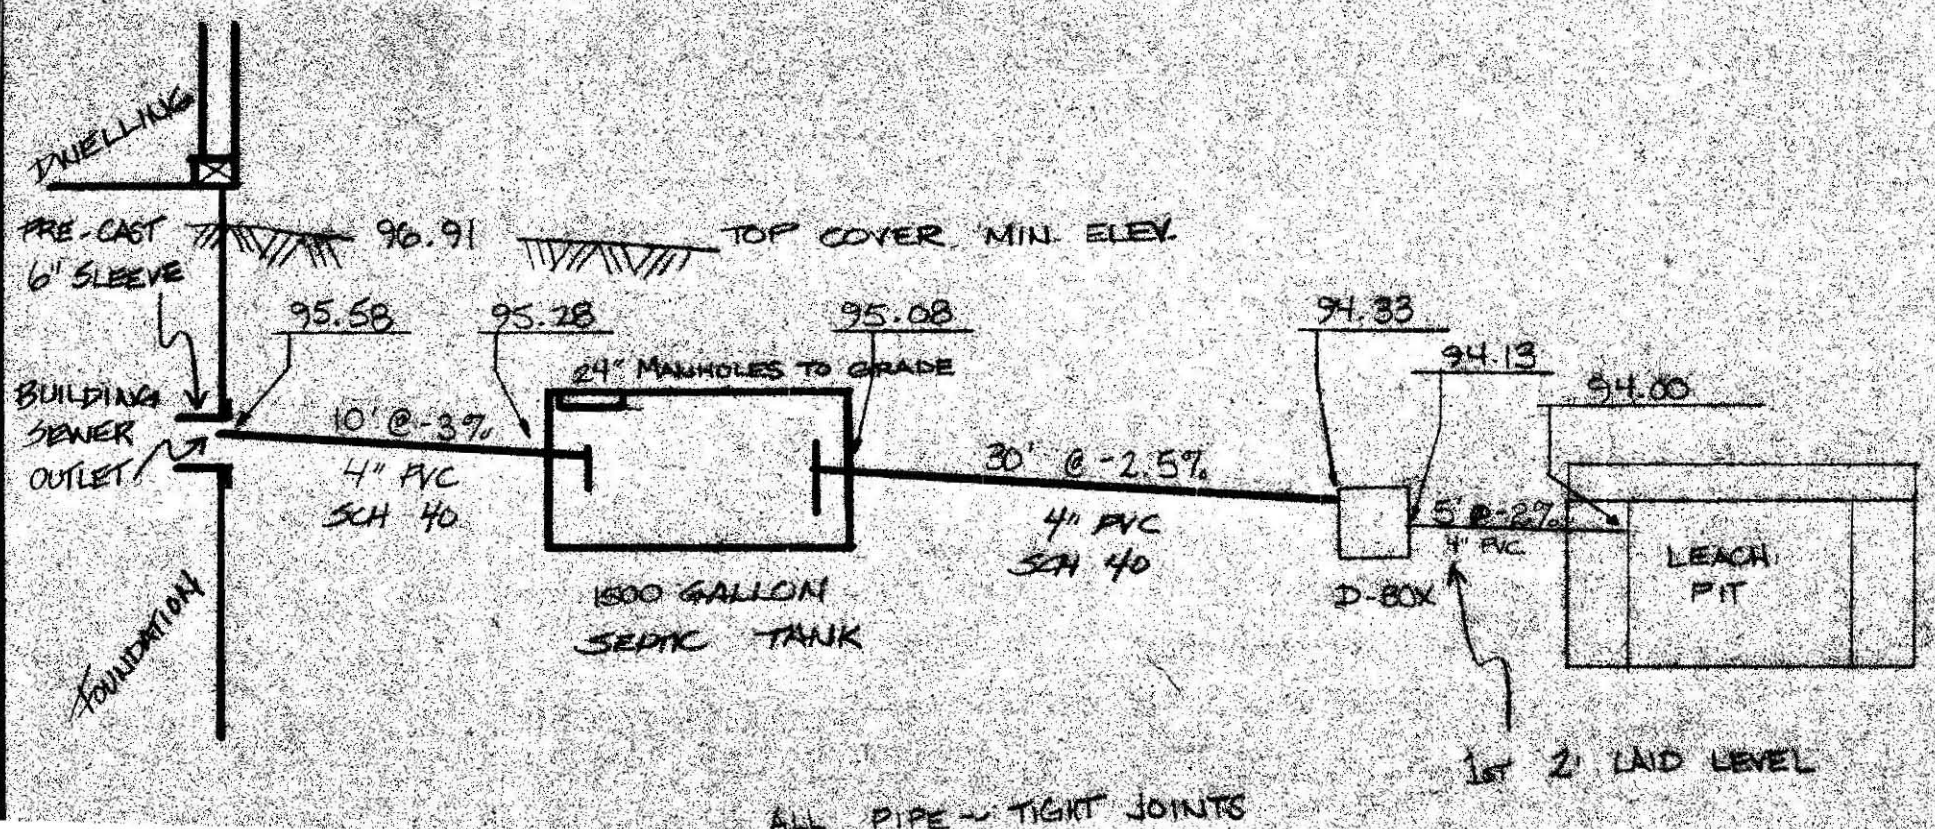 DWELLING
PRE-CAST
6" SLEEVE
96.91
TOP COVER MIN. ELEV.
95.58
95.28
95.08
94.33
94.13
94.00
24" MANHOLES TO GRADE
BUILDING
SEWER
OUTLET
10' @ -3%
4" PVC
SCH 40
30' @ -2.5%
4" PVC
SCH 40
5' @ -2%
4" PVC
LEACH
PIT
D-BOX
1500 GALLON
SEPTIC TANK
FOUNDATION
1ST 2' LAID LEVEL
ALL PIPE ~ TIGHT JOINTS